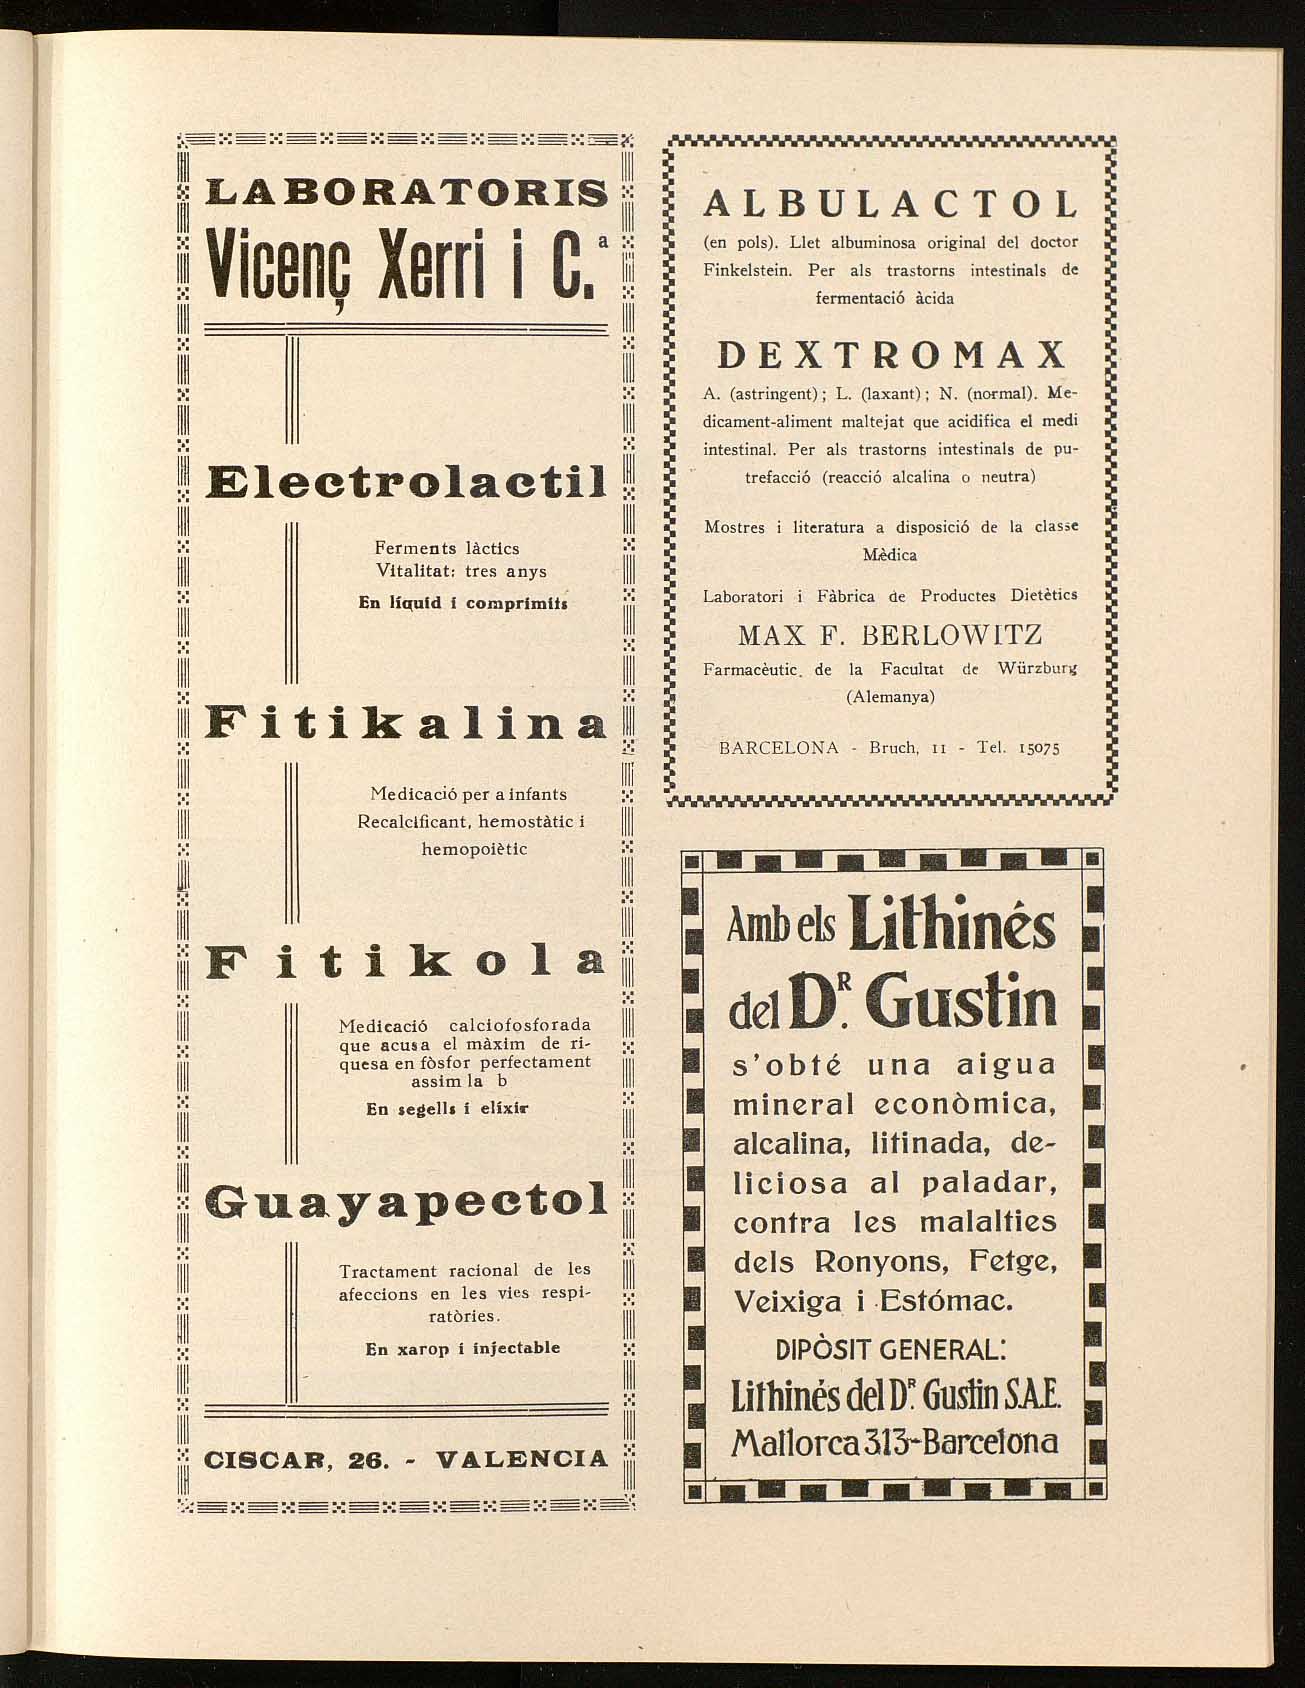 LABORATORIS
Vicenç Xerri i C.ª
Electrolactil
Ferments làctics
Vitalitat: tres anys
En líquid i comprimits
Fitikalina
Medicació per a infants
Recalcificant, hemostàtic i
hemopoiètic
Fitikola
Medicació calciofosforada
que acusa el màxim de ri-
quesa en fòsfor perfectament
assim la b
En segells i elíxir
Guayapectol
Tractament racional de les
afeccions en les vies respi-
ratòries.
En xarop i injectable
CISCAR, 26. - VALENCIA
ALBULACTOL
(en pols). Llet albuminosa original del doctor
Finkelstein. Per als trastorns intestinals de
fermentació àcida
DEXTROMAX
A. (astringent); L. (laxant); N. (normal). Me-
dicament-aliment maltejat que acidifica el medi
intestinal. Per als trastorns intestinals de pu-
trefacció (reacció alcalina o neutra)
Mostres i literatura a disposició de la classe
Mèdica
Laboratori i Fàbrica de Productes Dietètics
MAX F. BERLOWITZ
Farmacèutic. de la Facultat de Würzburg
(Alemanya)
BARCELONA - Bruch, 11 - Tel. 15075
Amb els Lithinés
del Dr. Gustin
s'obté una aigua
mineral econòmica,
alcalina, litinada, de-
liciosa al paladar,
contra les malalties
dels Ronyons, Fetge,
Veixiga i Estómac.
DIPÒSIT GENERAL:
Lithinés del Dr. Gustin S.A.E.
Mallorca 313-Barcelona